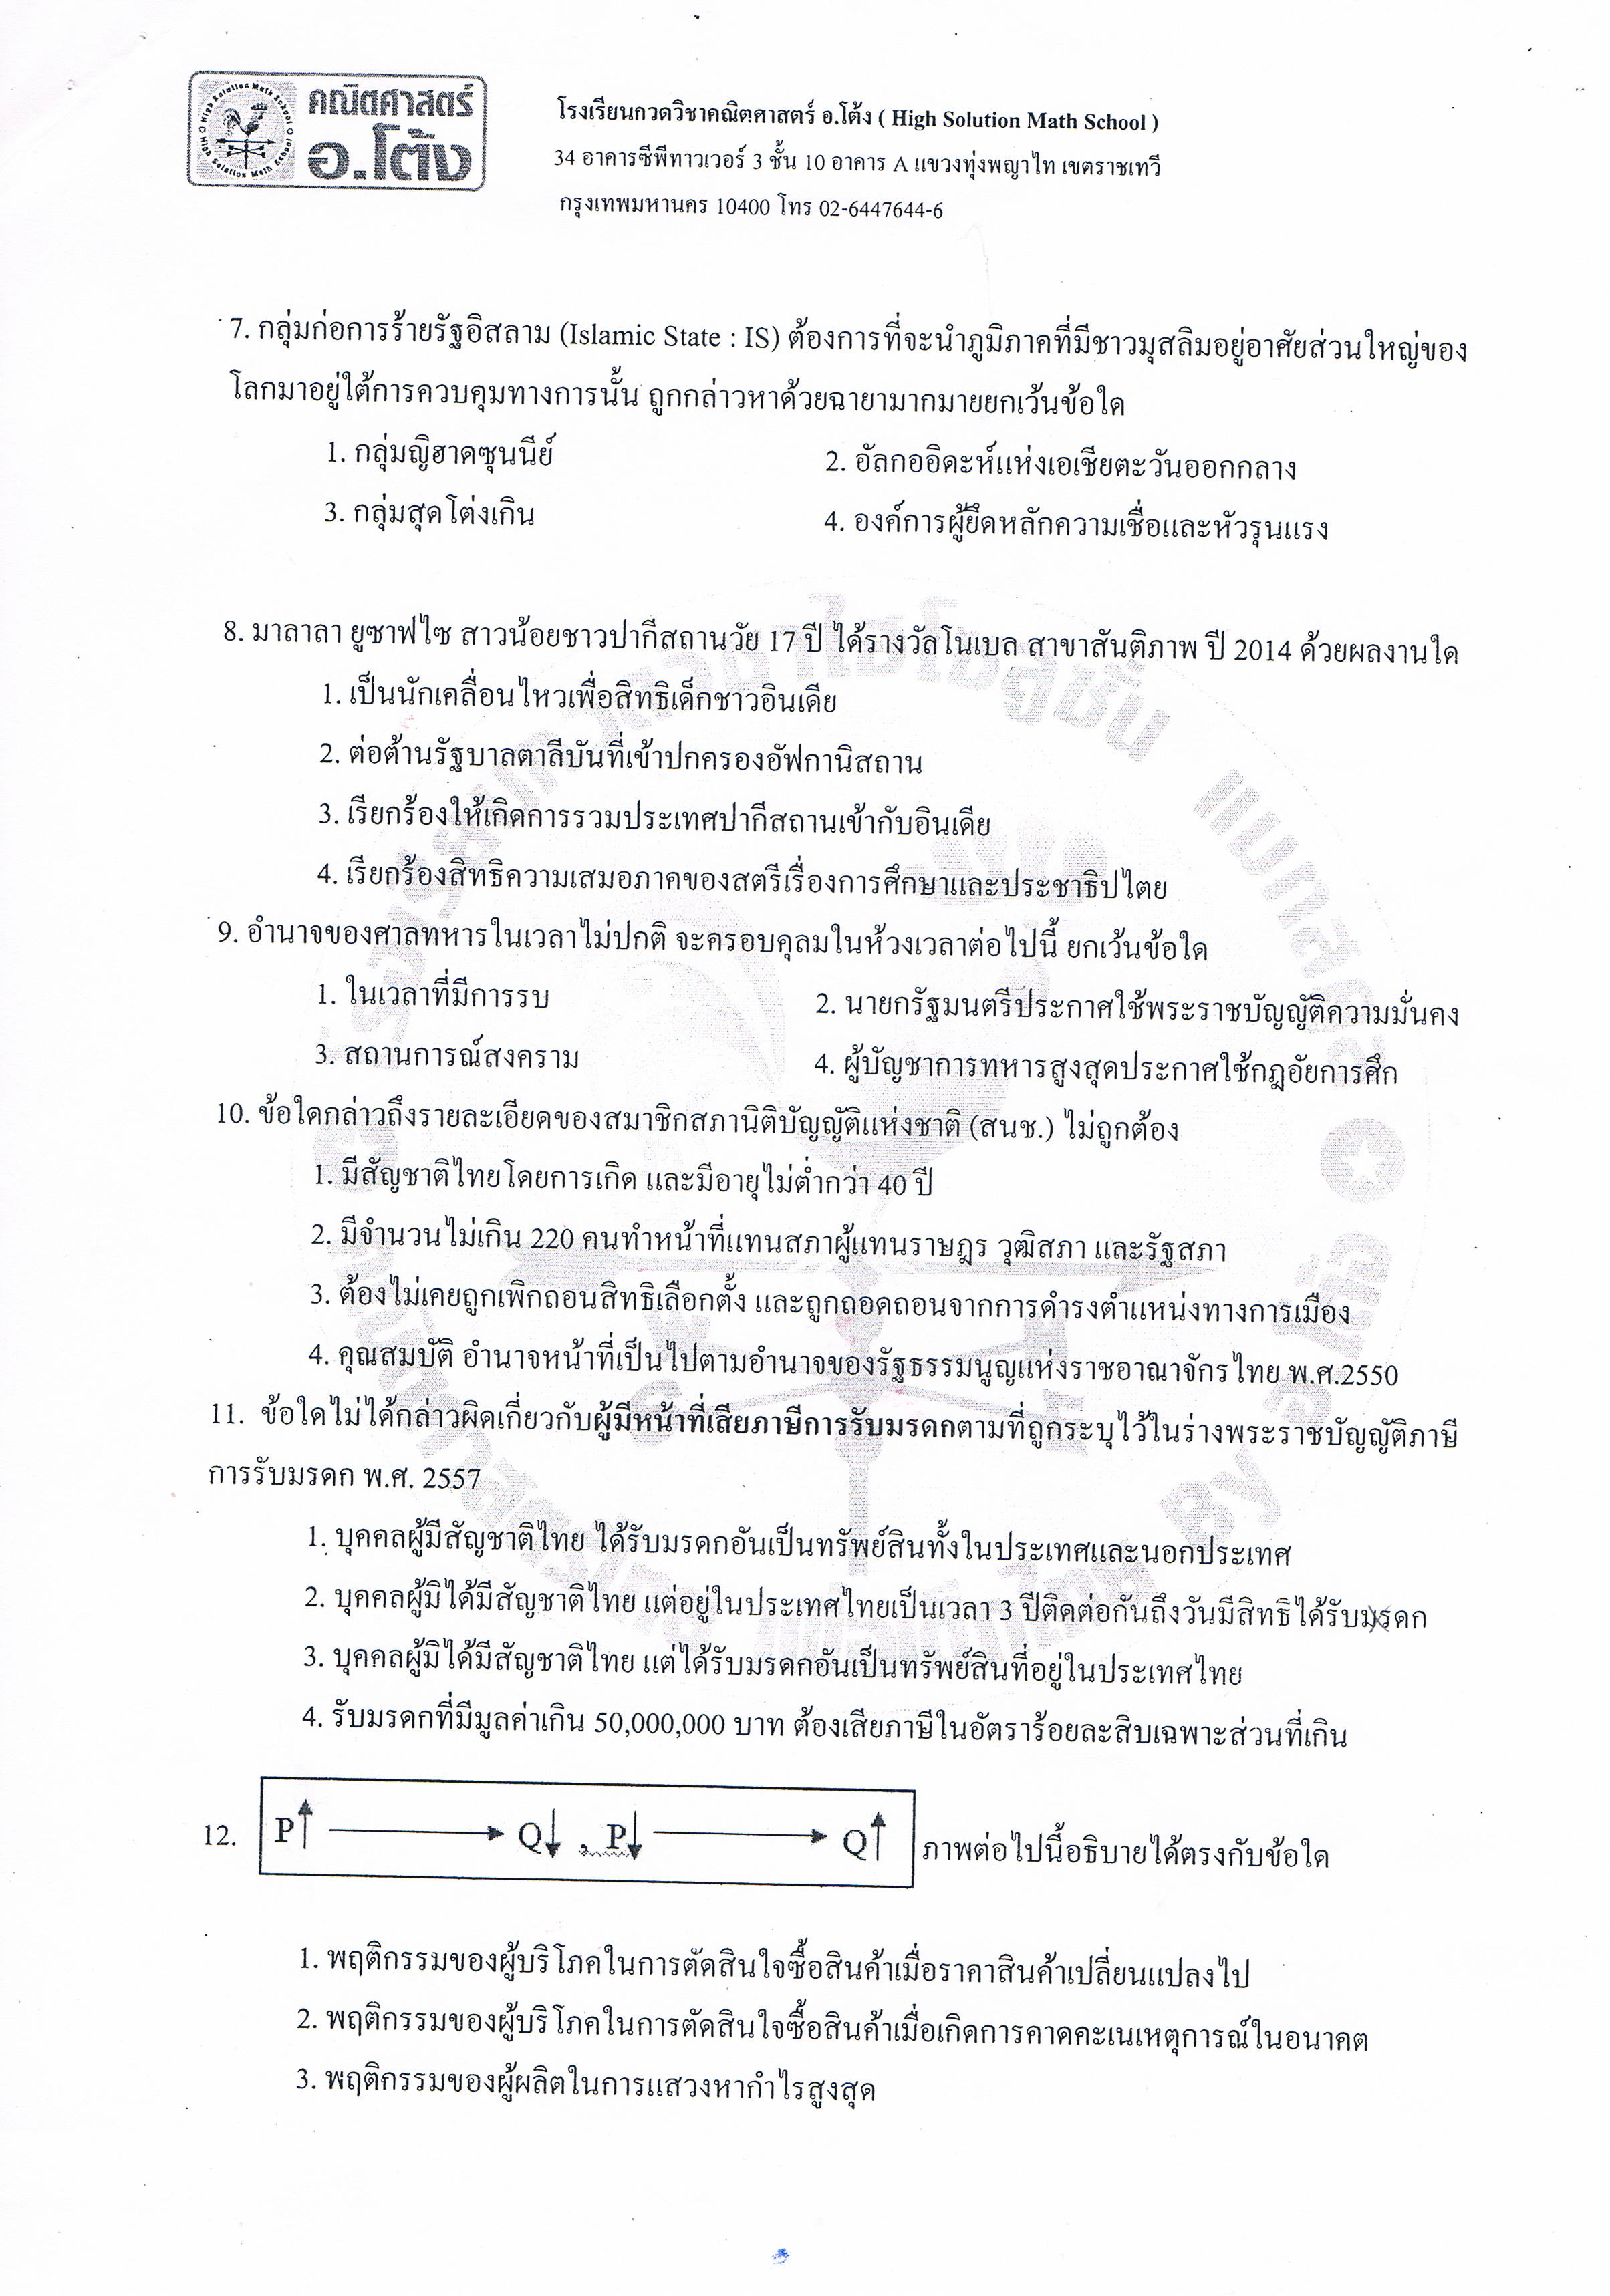 คณิตศาสตร์
อ.โต้ง
High Solution Math School
High Solution Math School
โรงเรียนกวดวิชาคณิตศาสตร์ อ.โต้ง ( High Solution Math School )
34 อาคารซีพีทาวเวอร์ 3 ชั้น 10 อาคาร A แขวงทุ่งพญาไท เขตราชเทวี
กรุงเทพมหานคร 10400 โทร 02-6447644-6
7. กลุ่มก่อการร้ายรัฐอิสลาม (Islamic State : IS) ต้องการที่จะนำภูมิภาคที่มีชาวมุสลิมอยู่อาศัยส่วนใหญ่ของ
โลกมาอยู่ใต้การควบคุมทางการนั้น ถูกกล่าวหาด้วยฉายามากมายยกเว้นข้อใด
1. กลุ่มญิฮาดซุนนีย์ 2. อัลกออิดะห์แห่งเอเชียตะวันออกกลาง
3. กลุ่มสุดโต่งเกิน 4. องค์การผู้ยึดหลักความเชื่อและหัวรุนแรง
8. มาลาลา ยูซาฟไซ สาวน้อยชาวปากีสถานวัย 17 ปี ได้รางวัลโนเบล สาขาสันติภาพ ปี 2014 ด้วยผลงานใด
1. เป็นนักเคลื่อนไหวเพื่อสิทธิเด็กชาวอินเดีย
2. ต่อต้านรัฐบาลตาลีบันที่เข้าปกครองอัฟกานิสถาน
3. เรียกร้องให้เกิดการรวมประเทศปากีสถานเข้ากับอินเดีย
4. เรียกร้องสิทธิความเสมอภาคของสตรีเรื่องการศึกษาและประชาธิปไตย
9. อำนาจของศาลทหารในเวลาไม่ปกติ จะครอบคุลมในห้วงเวลาต่อไปนี้ ยกเว้นข้อใด
1. ในเวลาที่มีการรบ 2. นายกรัฐมนตรีประกาศใช้พระราชบัญญัติความมั่นคง
3. สถานการณ์สงคราม 4. ผู้บัญชาการทหารสูงสุดประกาศใช้กฎอัยการศึก
10. ข้อใดกล่าวถึงรายละเอียดของสมาชิกสภานิติบัญญัติแห่งชาติ (สนช.) ไม่ถูกต้อง
1. มีสัญชาติไทยโดยการเกิด และมีอายุไม่ต่ำกว่า 40 ปี
2. มีจำนวนไม่เกิน 220 คนทำหน้าที่แทนสภาผู้แทนราษฎร วุฒิสภา และรัฐสภา
3. ต้องไม่เคยถูกเพิกถอนสิทธิเลือกตั้ง และถูกถอดถอนจากการดำรงตำแหน่งทางการเมือง
4. คุณสมบัติ อำนาจหน้าที่เป็นไปตามอำนาจของรัฐธรรมนูญแห่งราชอาณาจักรไทย พ.ศ.2550
11. ข้อใดไม่ได้กล่าวผิดเกี่ยวกับผู้มีหน้าที่เสียภาษีการรับมรดกตามที่ถูกระบุไว้ในร่างพระราชบัญญัติภาษี
การรับมรดก พ.ศ. 2557
1. บุคคลผู้มีสัญชาติไทย ได้รับมรดกอันเป็นทรัพย์สินทั้งในประเทศและนอกประเทศ
2. บุคคลผู้มิได้มีสัญชาติไทย แต่อยู่ในประเทศไทยเป็นเวลา 3 ปีติดต่อกันถึงวันมีสิทธิได้รับมรดก
3. บุคคลผู้มิได้มีสัญชาติไทย แต่ได้รับมรดกอันเป็นทรัพย์สินที่อยู่ในประเทศไทย
4. รับมรดกที่มีมูลค่าเกิน 50,000,000 บาท ต้องเสียภาษีในอัตราร้อยละสิบเฉพาะส่วนที่เกิน
12. P↑ → Q↓ , P↓ → Q↑ ภาพต่อไปนี้อธิบายได้ตรงกับข้อใด
1. พฤติกรรมของผู้บริโภคในการตัดสินใจซื้อสินค้าเมื่อราคาสินค้าเปลี่ยนแปลงไป
2. พฤติกรรมของผู้บริโภคในการตัดสินใจซื้อสินค้าเมื่อเกิดการคาดคะเนเหตุการณ์ในอนาคต
3. พฤติกรรมของผู้ผลิตในการแสวงหากำไรสูงสุด